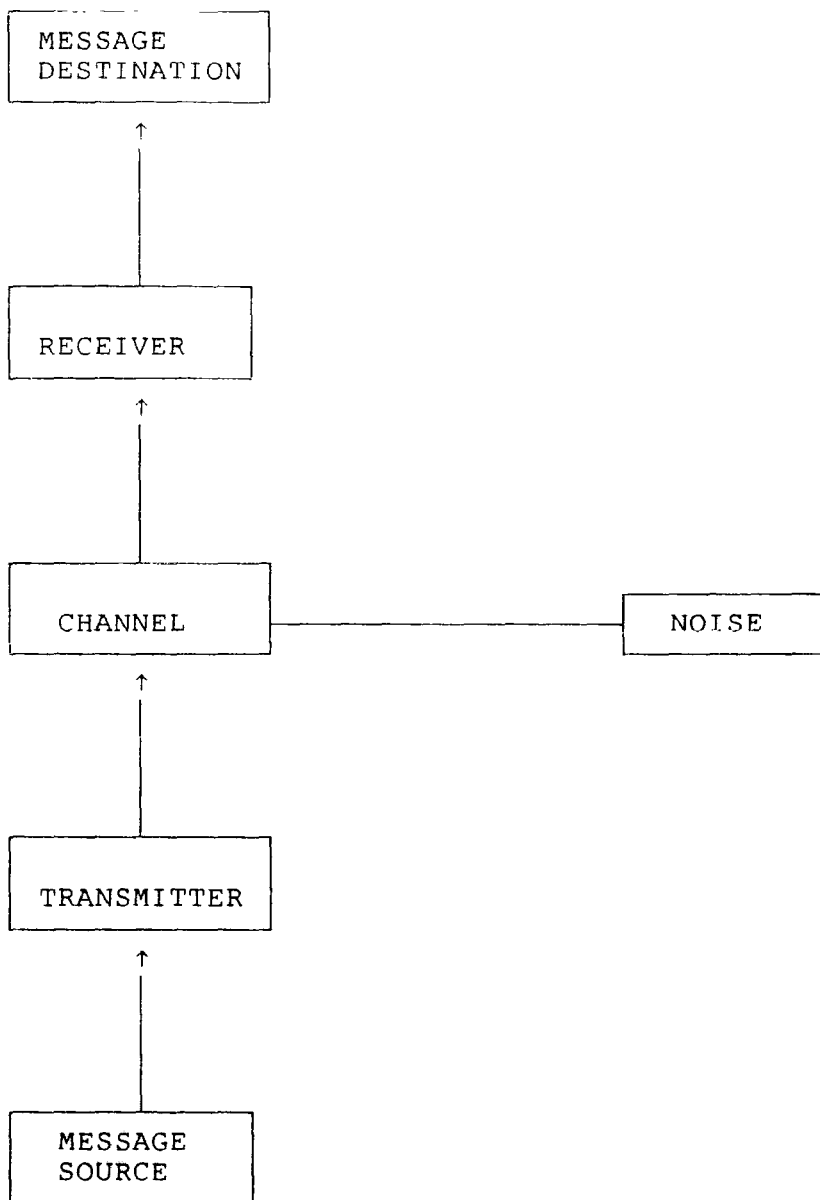 MESSAGE
DESTINATION
RECEIVER
CHANNEL
NOISE
TRANSMITTER
MESSAGE
SOURCE